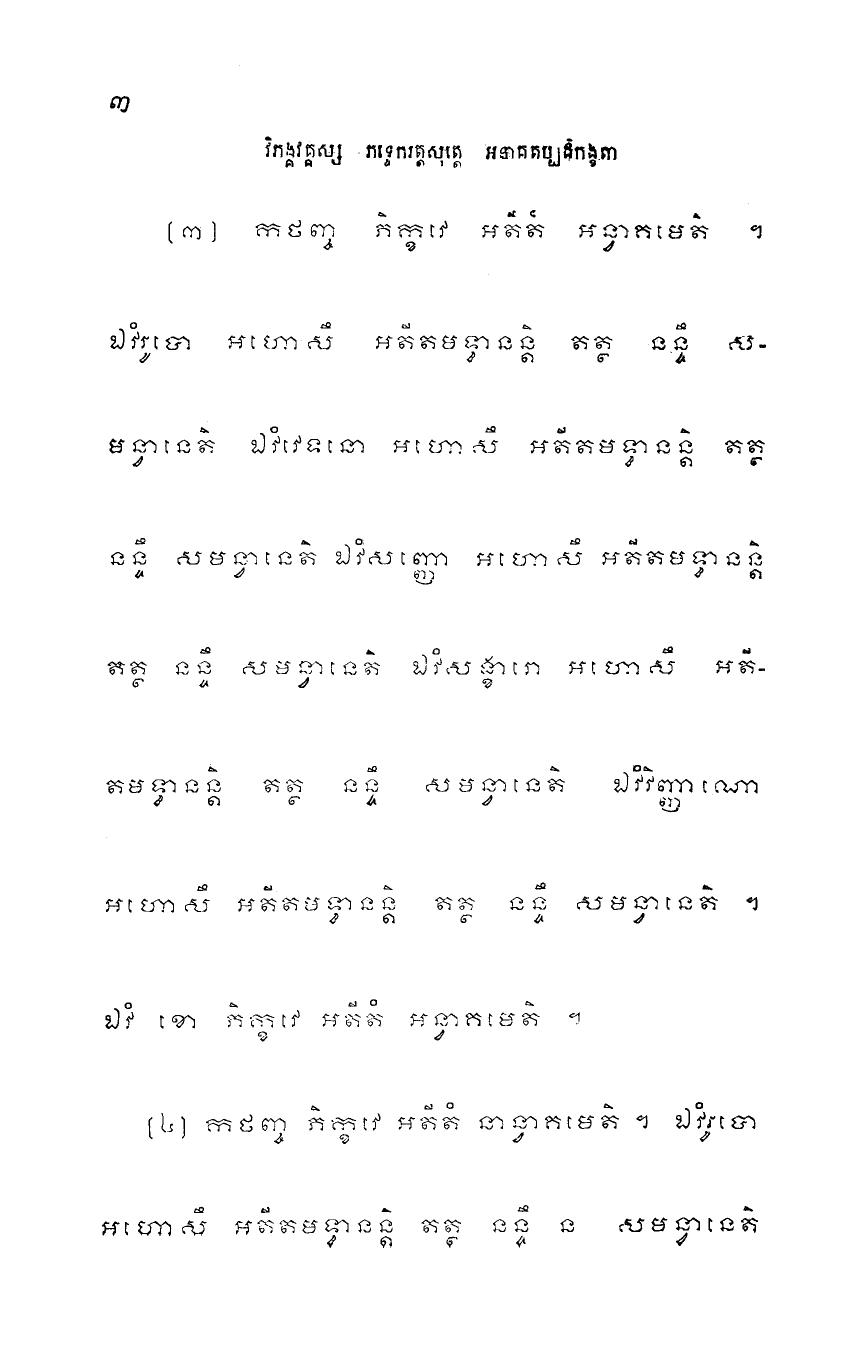 ៣
វិភង្គវគ្គស្ស ភទ្ទេករត្តសុត្តេ អនាគតប្បដិកង្ខតា
[៣] កថញ្ច ភិក្ខវេ អតីតំ អន្វាគមេតិ ។
ឯវំរូបោ អហោសឹ អតីតមទ្ធានន្តិ តត្ថ នន្ទឹ ស-
មន្វានេតិ ឯវំវេទនោ អហោសឹ អតីតមទ្ធានន្តិ តត្ថ
នន្ទឹ សមន្វានេតិ ឯវំសញ្ញោ អហោសឹ អតីតមទ្ធានន្តិ
តត្ថ នន្ទឹ សមន្វានេតិ ឯវំសង្ខារោ អហោសឹ អតី-
តមទ្ធានន្តិ តត្ថ នន្ទឹ សមន្វានេតិ ឯវំវិញ្ញាណោ
អហោសឹ អតីតមទ្ធានន្តិ តត្ថ នន្ទឹ សមន្វានេតិ ។
ឯវំ ខោ ភិក្ខវេ អតីតំ អន្វាគមេតិ ។
[៤] កថញ្ច ភិក្ខវេ អតីតំ នាន្វាគមេតិ ។ ឯវំរូបោ
អហោសឹ អតីតមទ្ធានន្តិ តត្ថ នន្ទឹ ន សមន្វានេតិ